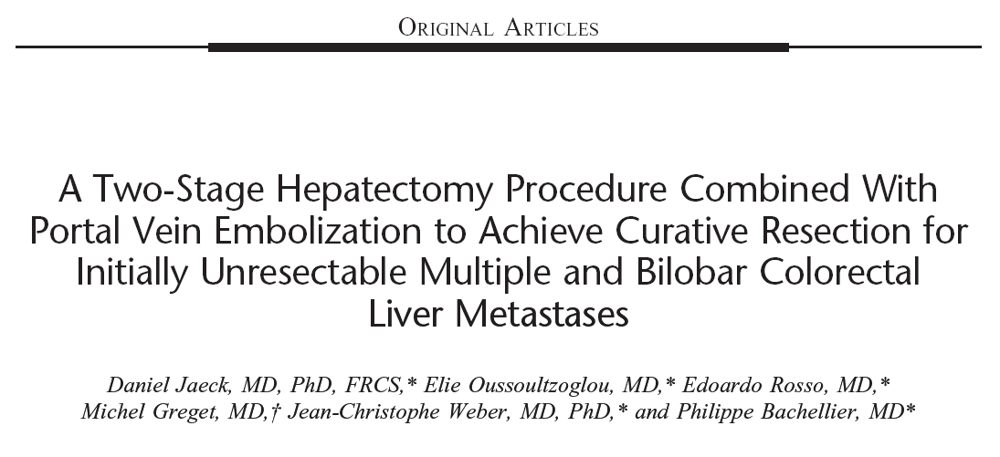 ORIGINAL ARTICLES
A Two-Stage Hepatectomy Procedure Combined With
Portal Vein Embolization to Achieve Curative Resection for
Initially Unresectable Multiple and Bilobar Colorectal
Liver Metastases
Daniel Jaeck, MD, PhD, FRCS,* Elie Oussoultzoglou, MD,* Edoardo Rosso, MD,*
Michel Greget, MD,† Jean-Christophe Weber, MD, PhD,* and Philippe Bachellier, MD*